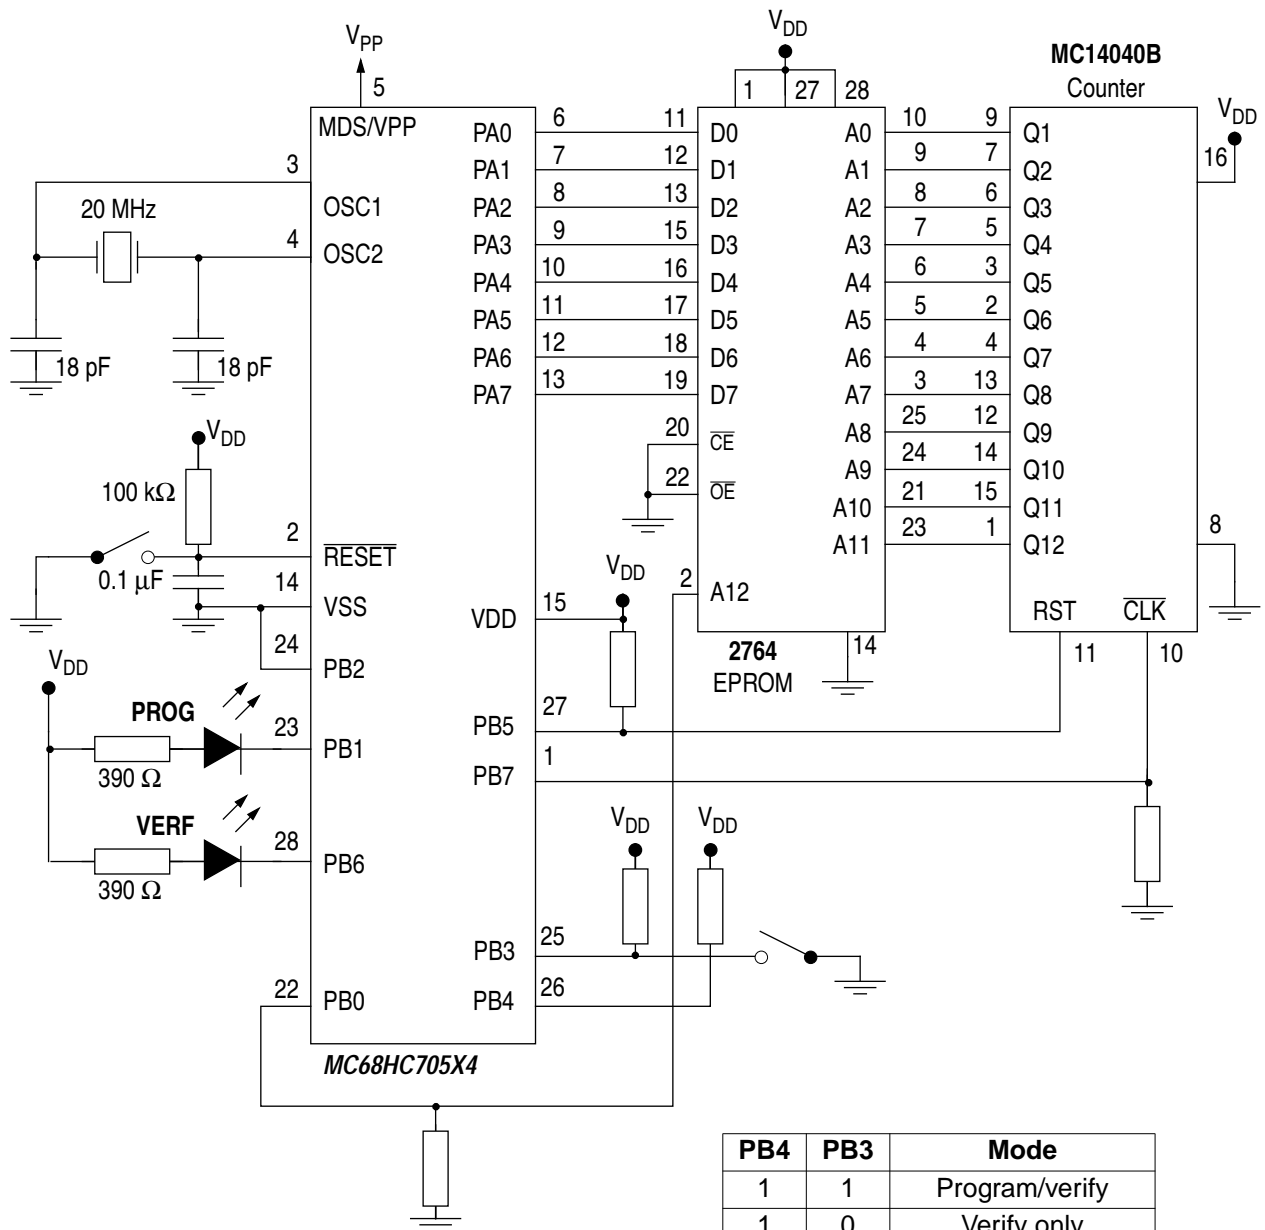 V_DD
V_PP
MC14040B
Counter
5
1 27 28
V_DD
16
MDS/VPP
3
OSC1
20 MHz
4
OSC2
18 pF
18 pF
PA0 6 11 D0 A0 10 9 Q1
PA1 7 12 D1 A1 9 7 Q2
PA2 8 13 D2 A2 8 6 Q3
PA3 9 15 D3 A3 7 5 Q4
PA4 10 16 D4 A4 6 3 Q5
PA5 11 17 D5 A5 5 2 Q6
PA6 12 18 D6 A6 4 4 Q7
PA7 13 19 D7 A7 3 13 Q8
20 CE A8 25 12 Q9
22 OE A9 24 14 Q10
A10 21 15 Q11
A11 23 1 Q12
8
V_DD
100 kΩ
2 RESET
0.1 μF
14 VSS
24 PB2
V_DD
VDD 15
2 A12
RST CLK
11 10
2764
EPROM
14
V_DD
PROG
23 PB1
390 Ω
VERF
28 PB6
390 Ω
PB5 27
PB7 1
V_DD V_DD
PB3 25
PB4 26
22 PB0
MC68HC705X4
PB4 PB3 Mode
1 1 Program/verify
1 0 Verify only